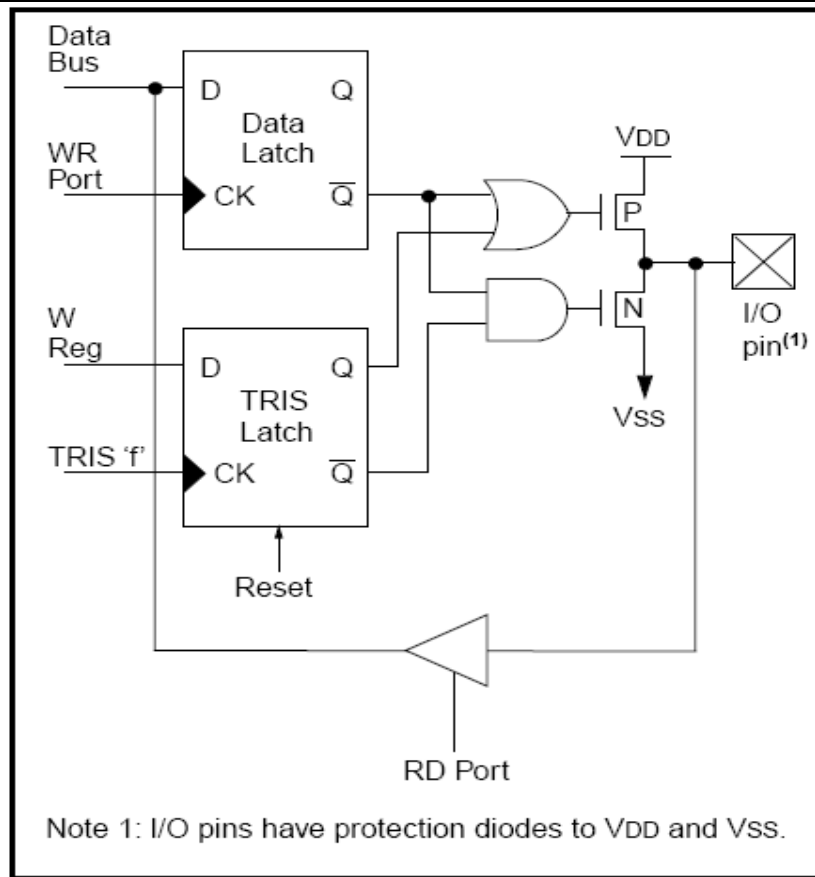 Data
Bus
D
Q
Data
Latch
WR
Port
CK
Q
VDD
P
N
I/O
pin(1)
VSS
W
Reg
D
Q
TRIS
Latch
TRIS ‘f’
CK
Q
Reset
RD Port
Note 1: I/O pins have protection diodes to VDD and VSS.